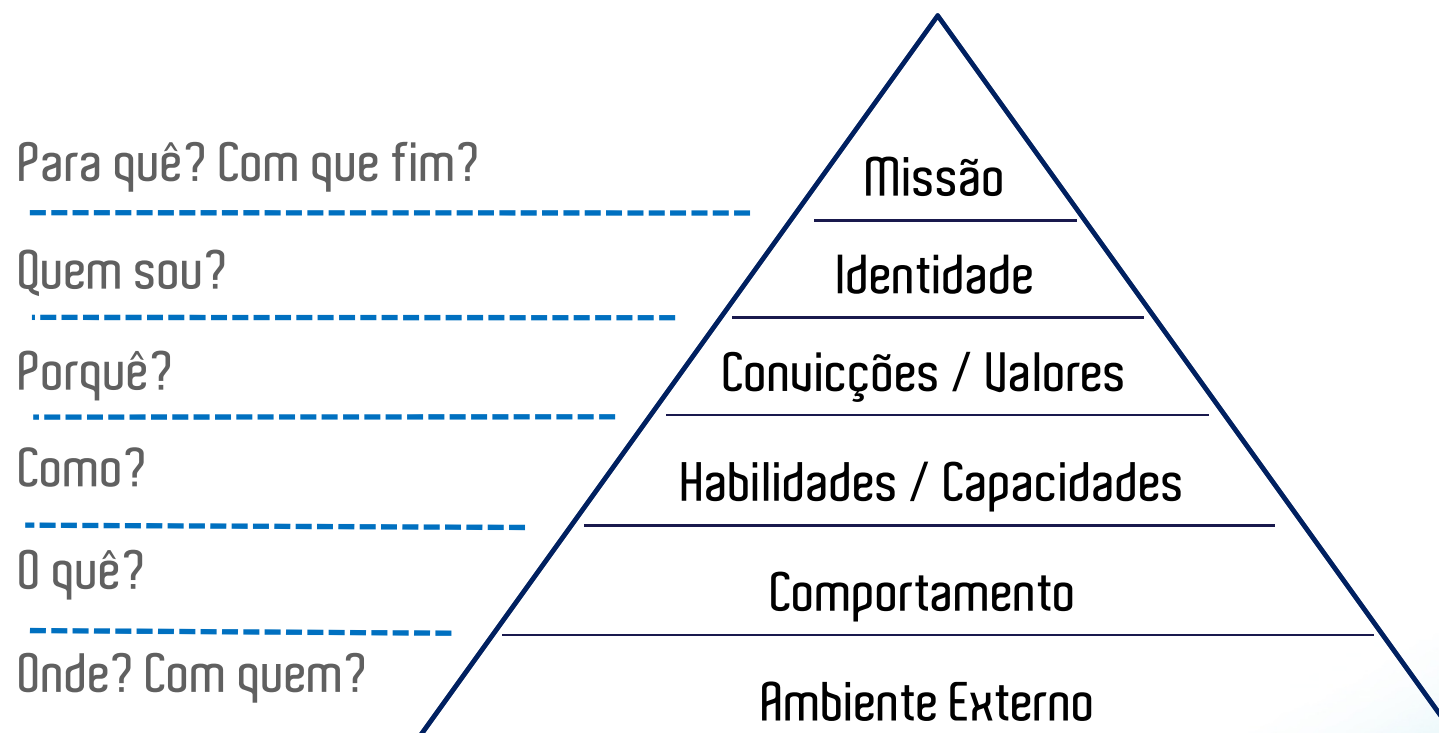 Para quê? Com que fim?
Missão
Quem sou?
Identidade
Porquê?
Convicções / Valores
Como?
Habilidades / Capacidades
O quê?
Comportamento
Onde? Com quem?
Ambiente Externo